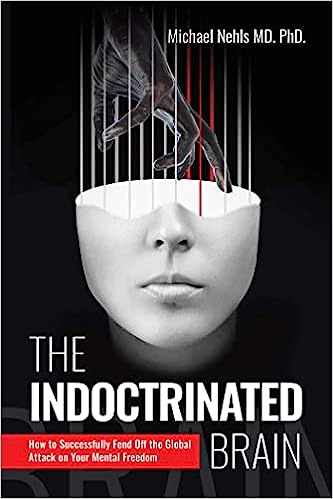 Michael Nehls MD. PhD.
THE
INDOCTRINATED
How to Successfully Fend Off the Global
Attack on Your Mental Freedom
BRAIN
BRAIN